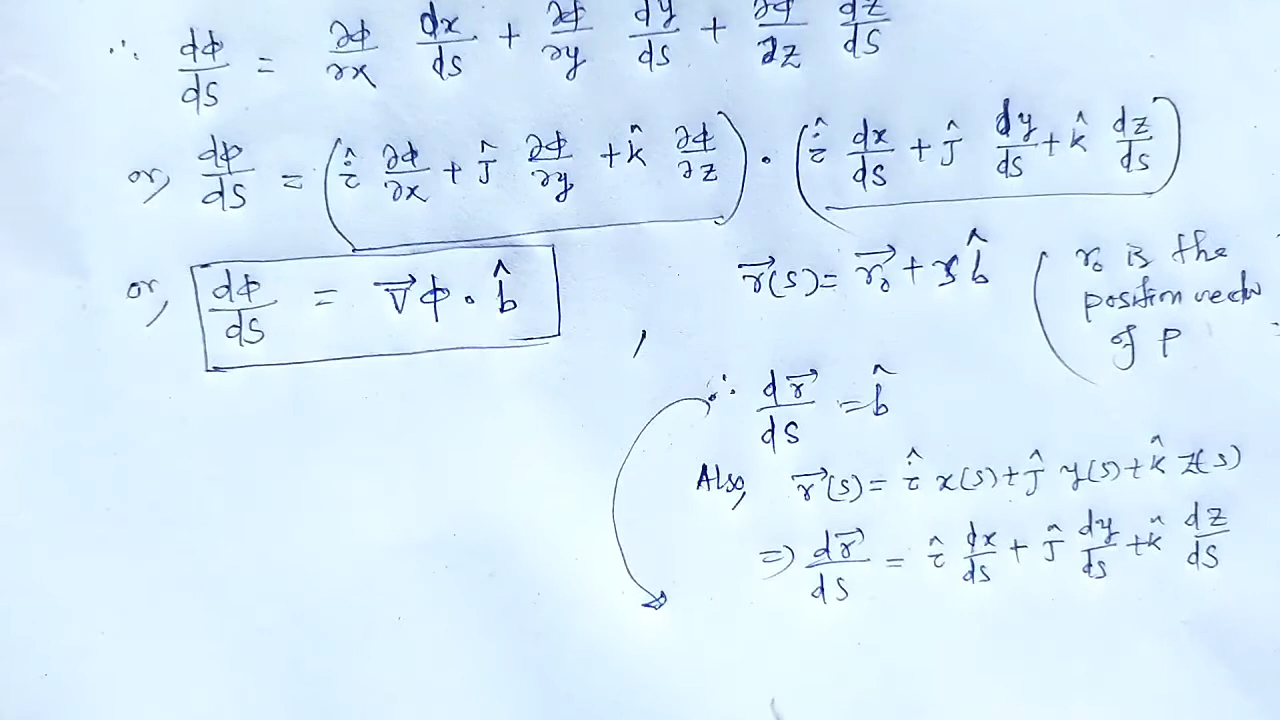 ∴ dϕ/ds = ∂ϕ/∂x dx/ds + ∂ϕ/∂y dy/ds + ∂ϕ/∂z dz/ds
or, dϕ/ds = (î ∂ϕ/∂x + ĵ ∂ϕ/∂y + k̂ ∂ϕ/∂z) · (î dx/ds + ĵ dy/ds + k̂ dz/ds)
or, dϕ/ds = ∇⃗ϕ · b̂
r⃗(s) = r⃗₀ + s b̂ (r₀ is the
position vector
of P
∴ dr⃗/ds = b̂
Also, r⃗(s) = î x(s) + ĵ y(s) + k̂ z(s)
⇒ dr⃗/ds = î dx/ds + ĵ dy/ds + k̂ dz/ds